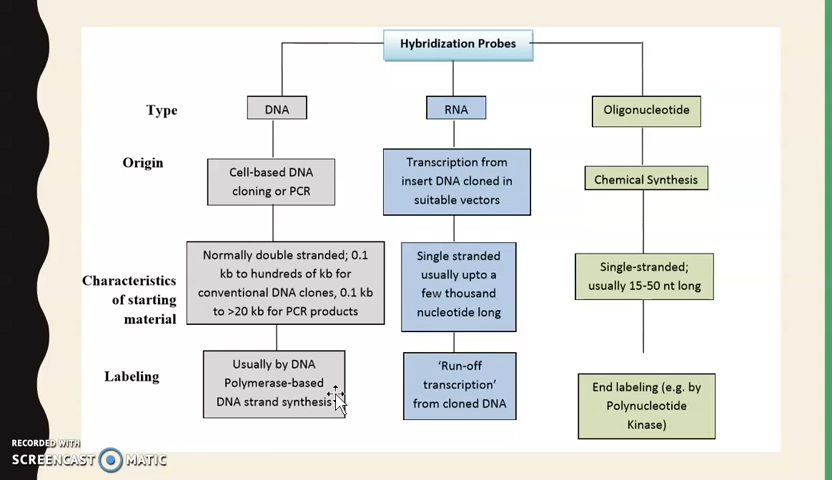 Hybridization Probes
Type
DNA
RNA
Oligonucleotide
Origin
Cell-based DNA
cloning or PCR
Transcription from
insert DNA cloned in
suitable vectors
Chemical Synthesis
Characteristics
of starting
material
Normally double stranded; 0.1
kb to hundreds of kb for
conventional DNA clones, 0.1 kb
to >20 kb for PCR products
Single stranded
usually upto a
few thousand
nucleotide long
Single-stranded;
usually 15-50 nt long
Labeling
Usually by DNA
Polymerase-based
DNA strand synthesis
‘Run-off
transcription’
from cloned DNA
End labeling (e.g. by
Polynucleotide
Kinase)
RECORDED WITH
SCREENCAST MATIC